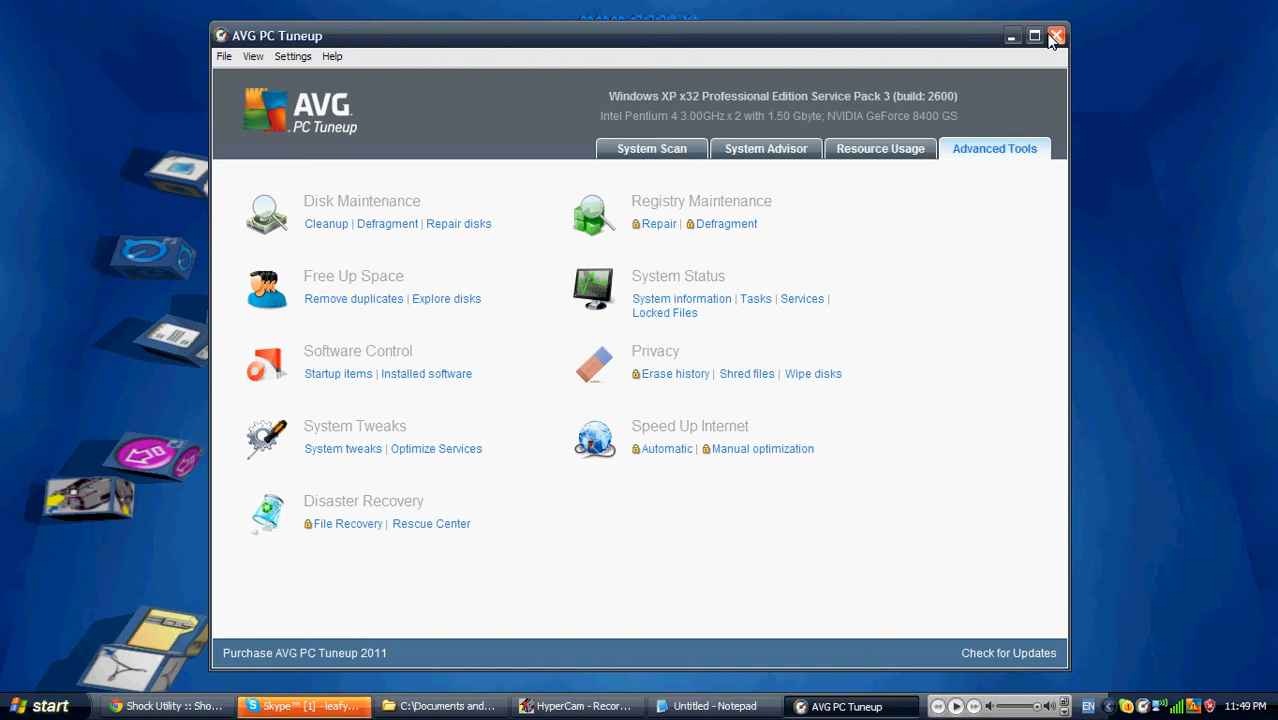 AVG PC Tuneup
File View Settings Help
AVG.
PC Tuneup
Windows XP x32 Professional Edition Service Pack 3 (build: 2600)
Intel Pentium 4 3.00GHz x 2 with 1.50 Gbyte; NVIDIA GeForce 8400 GS
System Scan System Advisor Resource Usage Advanced Tools
Disk Maintenance
Cleanup | Defragment | Repair disks
Registry Maintenance
Repair | Defragment
Free Up Space
Remove duplicates | Explore disks
System Status
System information | Tasks | Services |
Locked Files
Software Control
Startup items | Installed software
Privacy
Erase history | Shred files | Wipe disks
System Tweaks
System tweaks | Optimize Services
Speed Up Internet
Automatic | Manual optimization
Disaster Recovery
File Recovery | Rescue Center
Purchase AVG PC Tuneup 2011 Check for Updates
start Shock Utility :: Sho... Skype™ [1] - leafy... C:\Documents and... HyperCam - Recor... Untitled - Notepad AVG PC Tuneup EN 11:49 PM